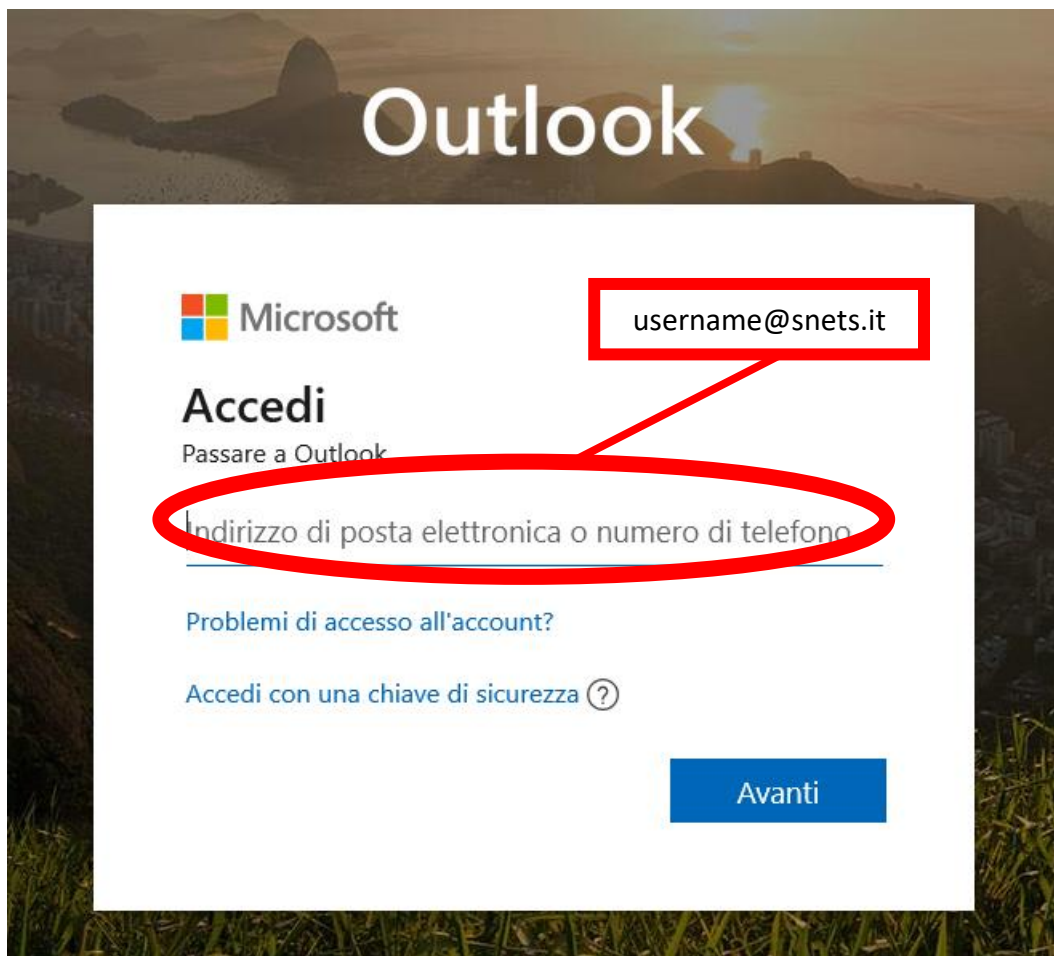 Outlook
Microsoft
username@snets.it
Accedi
Passare a Outlook
Indirizzo di posta elettronica o numero di telefono
Problemi di accesso all'account?
Accedi con una chiave di sicurezza ?
Avanti